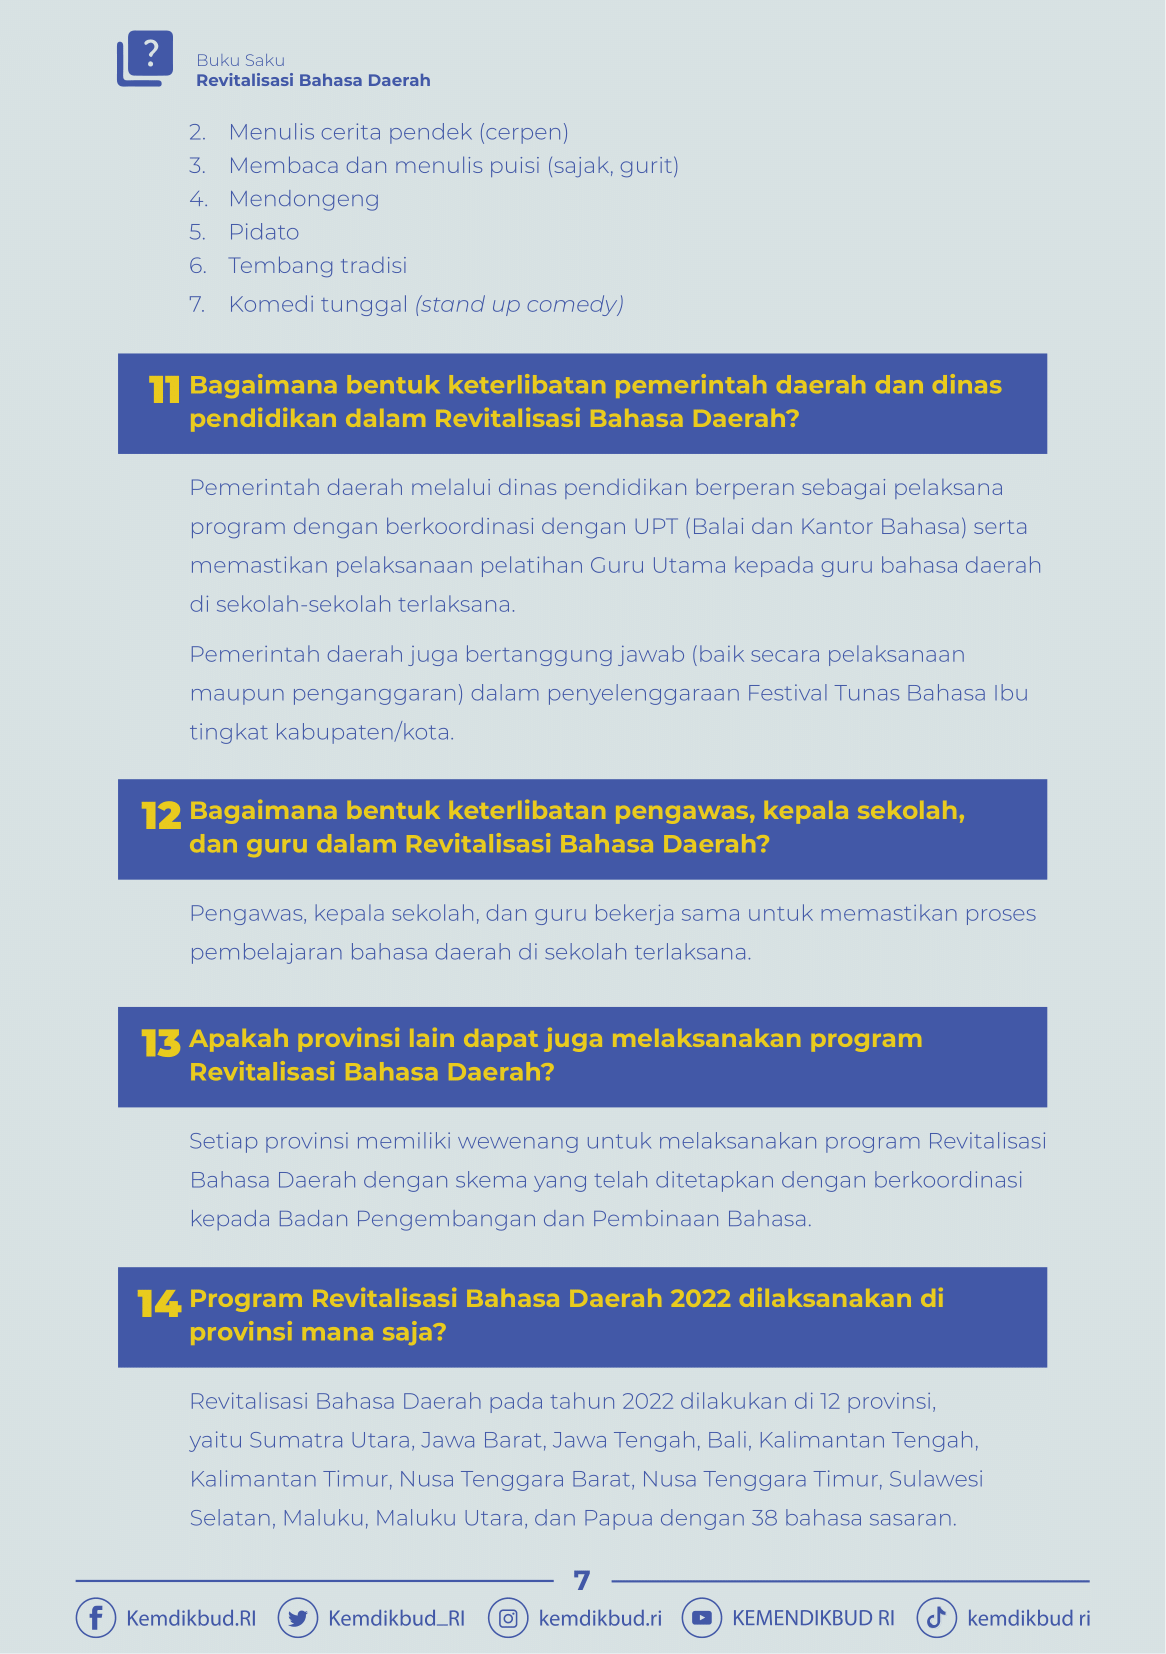 ?
Buku Saku
Revitalisasi Bahasa Daerah
2. Menulis cerita pendek (cerpen)
3. Membaca dan menulis puisi (sajak, gurit)
4. Mendongeng
5. Pidato
6. Tembang tradisi
7. Komedi tunggal (stand up comedy)
11 Bagaimana bentuk keterlibatan pemerintah daerah dan dinas
pendidikan dalam Revitalisasi Bahasa Daerah?
Pemerintah daerah melalui dinas pendidikan berperan sebagai pelaksana
program dengan berkoordinasi dengan UPT (Balai dan Kantor Bahasa) serta
memastikan pelaksanaan pelatihan Guru Utama kepada guru bahasa daerah
di sekolah-sekolah terlaksana.
Pemerintah daerah juga bertanggung jawab (baik secara pelaksanaan
maupun penganggaran) dalam penyelenggaraan Festival Tunas Bahasa Ibu
tingkat kabupaten/kota.
12 Bagaimana bentuk keterlibatan pengawas, kepala sekolah,
dan guru dalam Revitalisasi Bahasa Daerah?
Pengawas, kepala sekolah, dan guru bekerja sama untuk memastikan proses
pembelajaran bahasa daerah di sekolah terlaksana.
13 Apakah provinsi lain dapat juga melaksanakan program
Revitalisasi Bahasa Daerah?
Setiap provinsi memiliki wewenang untuk melaksanakan program Revitalisasi
Bahasa Daerah dengan skema yang telah ditetapkan dengan berkoordinasi
kepada Badan Pengembangan dan Pembinaan Bahasa.
14 Program Revitalisasi Bahasa Daerah 2022 dilaksanakan di
provinsi mana saja?
Revitalisasi Bahasa Daerah pada tahun 2022 dilakukan di 12 provinsi,
yaitu Sumatra Utara, Jawa Barat, Jawa Tengah, Bali, Kalimantan Tengah,
Kalimantan Timur, Nusa Tenggara Barat, Nusa Tenggara Timur, Sulawesi
Selatan, Maluku, Maluku Utara, dan Papua dengan 38 bahasa sasaran.
7
Kemdikbud.RI Kemdikbud_RI kemdikbud.ri KEMENDIKBUD RI kemdikbud ri